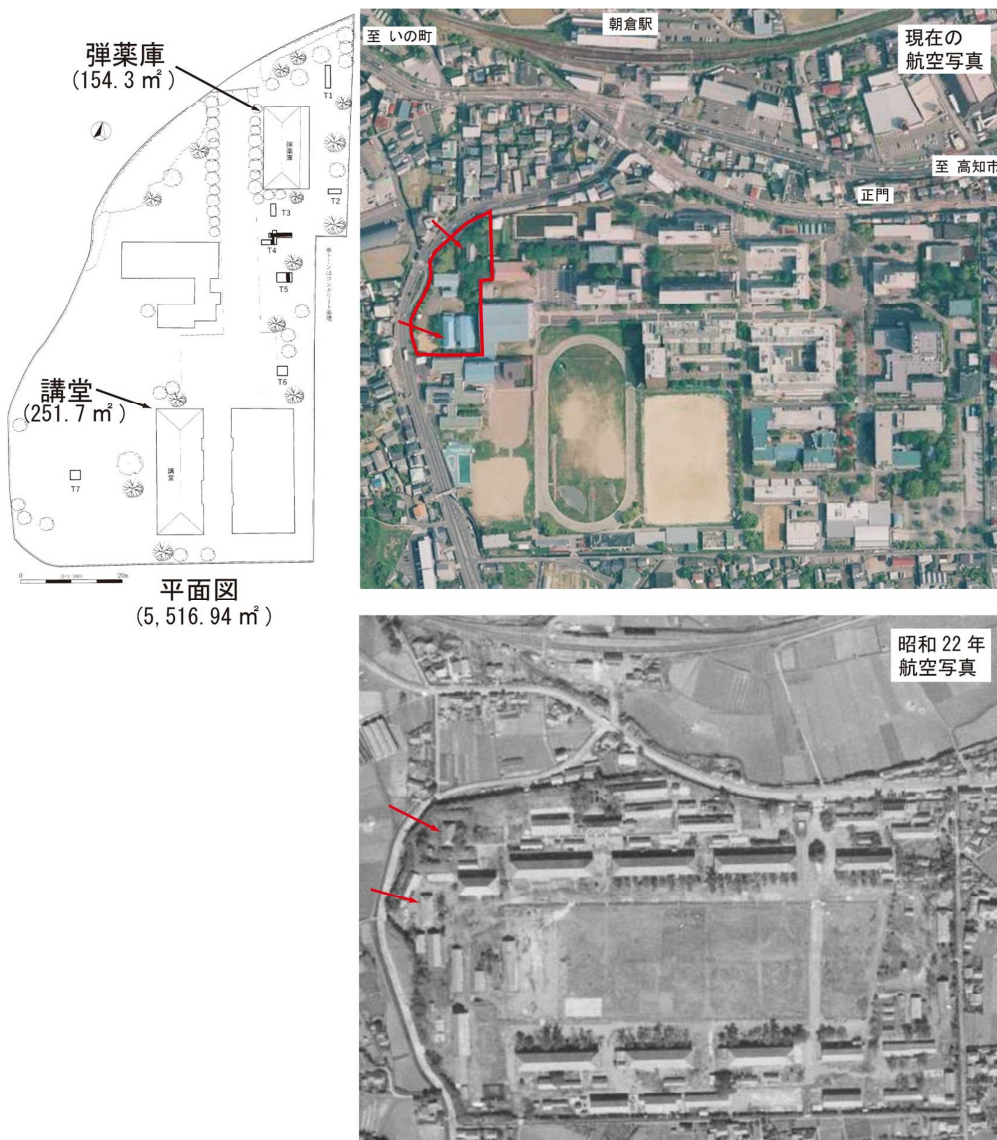 弾薬庫
(154.3 ㎡)
T1
弾薬庫
T2
T3
T4
T5
T6
講堂
(251.7 ㎡)
講堂
T7
0
20m
平面図
(5,516.94 ㎡)
至 いの町
朝倉駅
現在の
航空写真
至 高知市
正門
昭和 22 年
航空写真